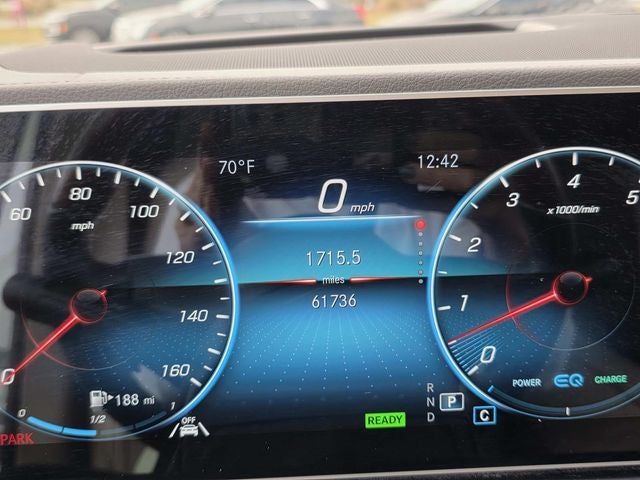 70°F
12:42
0 mph
1715.5
miles
61736
60
80
100
120
140
160
mph
0
188 mi
0 1/2 1
PARK
OFF
READY
R
N P
D
C
0
1
2
3
4
5
x1000/min
POWER EQ CHARGE